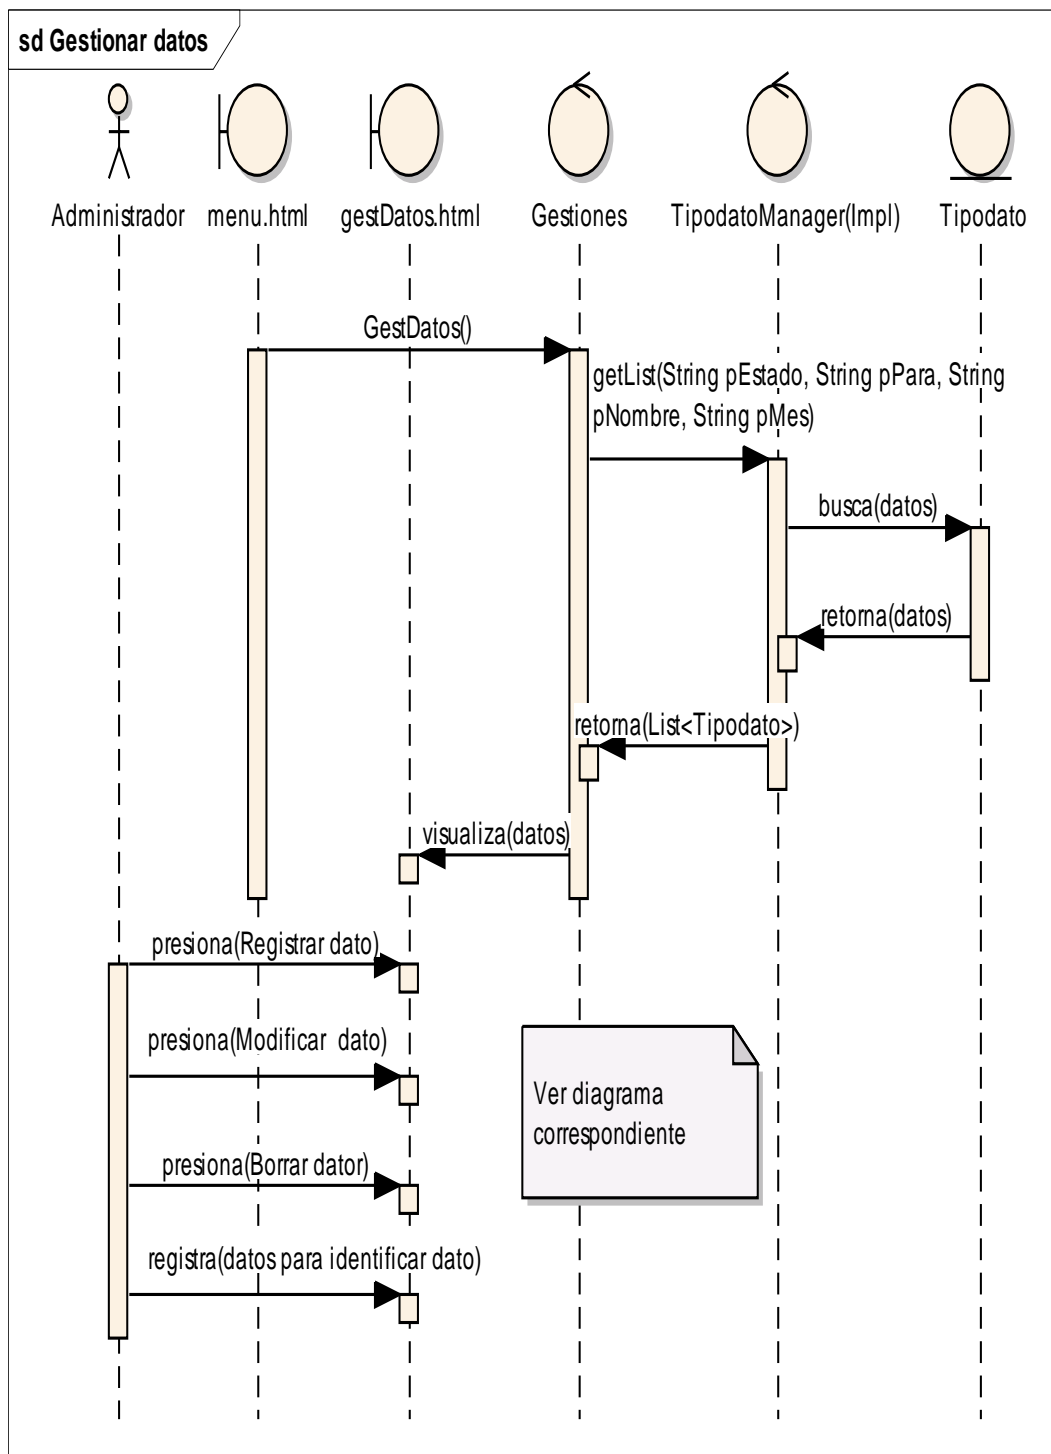 sd Gestionar datos
Administrador
menu.html
gestDatos.html
Gestiones
TipodatoManager(Impl)
Tipodato
GestDatos()
getList(String pEstado, String pPara, String
pNombre, String pMes)
busca(datos)
retorna(datos)
retorna(List<Tipodato>)
visualiza(datos)
presiona(Registrar dato)
presiona(Modificar  dato)
Ver diagrama
correspondiente
presiona(Borrar dator)
registra(datos para identificar dato)